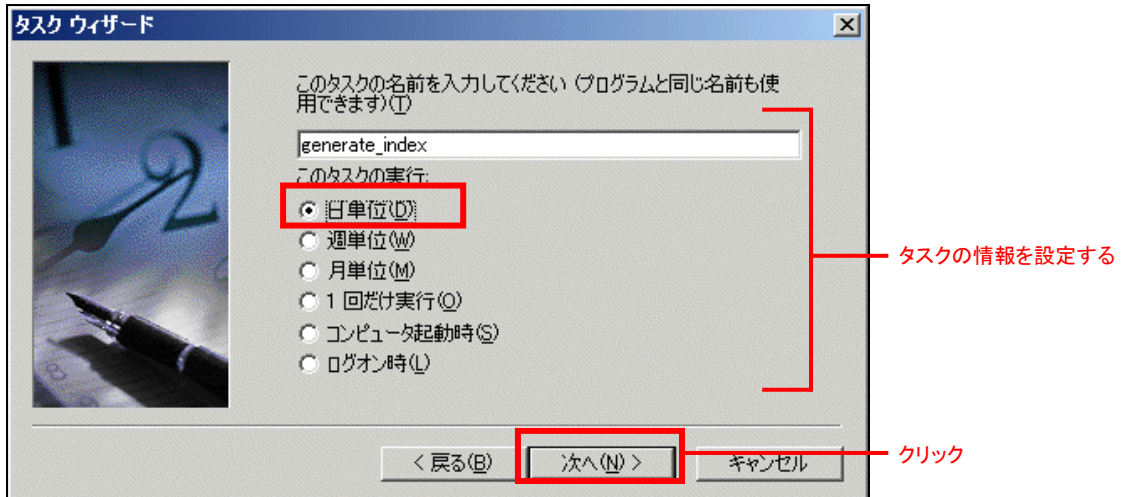 タスク ウィザード
このタスクの名前を入力してください (プログラムと同じ名前も使
用できます)(T)
generate_index
このタスクの実行:
日単位(D)
週単位(W)
月単位(M)
1 回だけ実行(O)
コンピュータ起動時(S)
ログオン時(L)
タスクの情報を設定する
< 戻る(B)
次へ(N) >
キャンセル
クリック